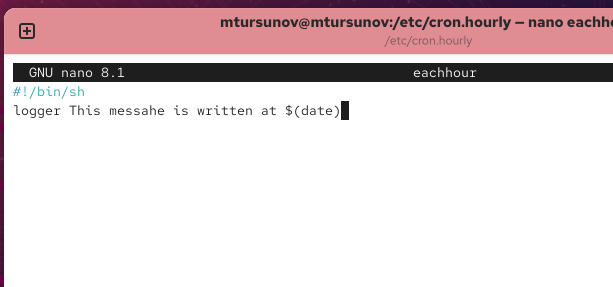 mtursunov@mtursunov:/etc/cron.hourly — nano eachho
/etc/cron.hourly
GNU nano 8.1 eachhour
#!/bin/sh
logger This messahe is written at $(date)